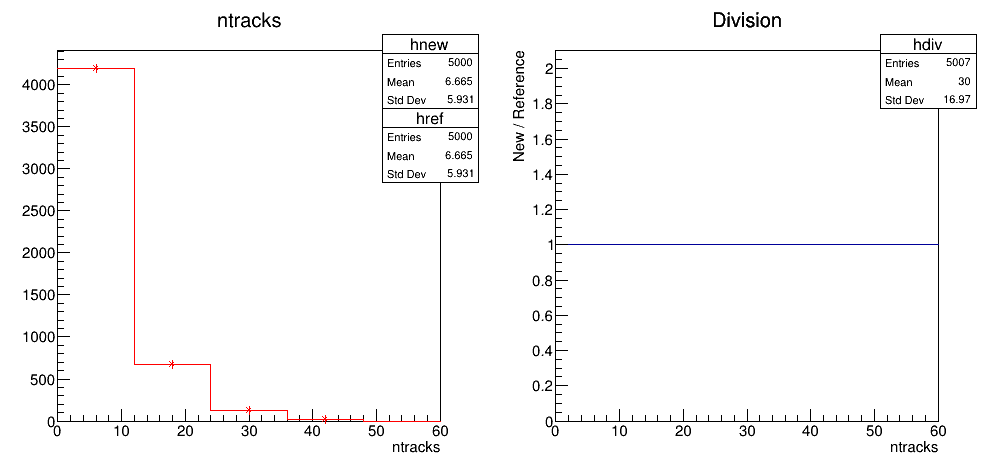 ntracks
hnew
Entries 5000
Mean 6.665
Std Dev 5.931
href
Entries 5000
Mean 6.665
Std Dev 5.931
4000
3500
3000
2500
2000
1500
1000
500
0
0 10 20 30 40 50 60
ntracks
Division
hdiv
Entries 5007
Mean 30
Std Dev 16.97
New / Reference
2
1.8
1.6
1.4
1.2
1
0.8
0.6
0.4
0.2
0
0 10 20 30 40 50 60
ntracks